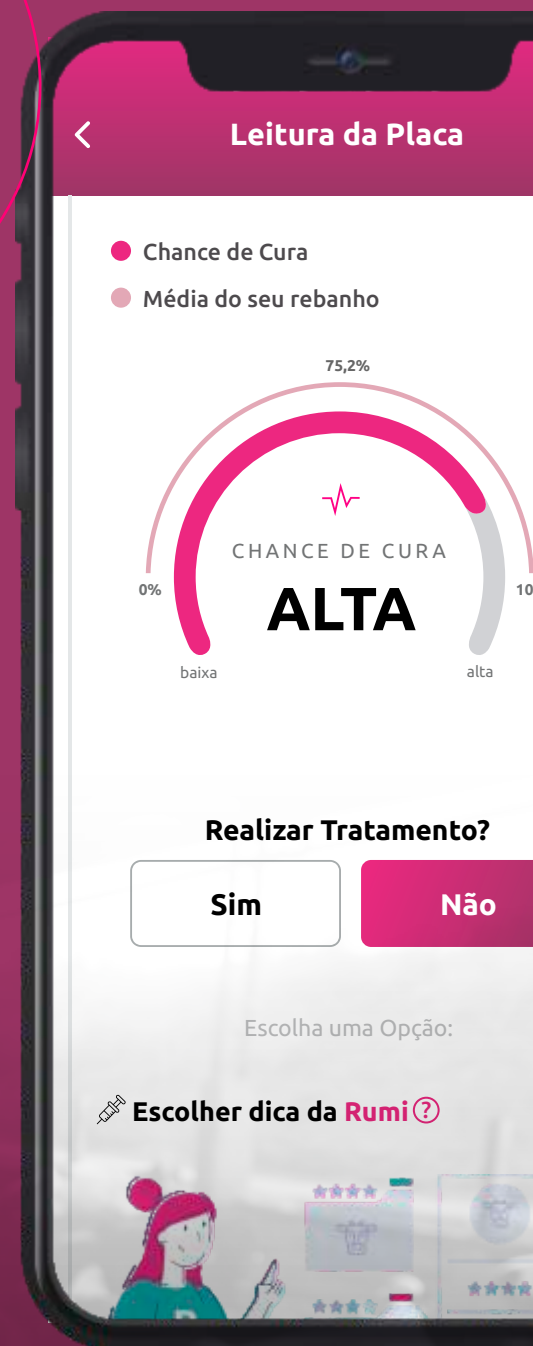 Leitura da Placa
Chance de Cura
Média do seu rebanho
75,2%
CHANCE DE CURA
ALTA
0%
10
baixa
alta
Realizar Tratamento?
Sim
Não
Escolha uma Opção:
Escolher dica da Rumi?